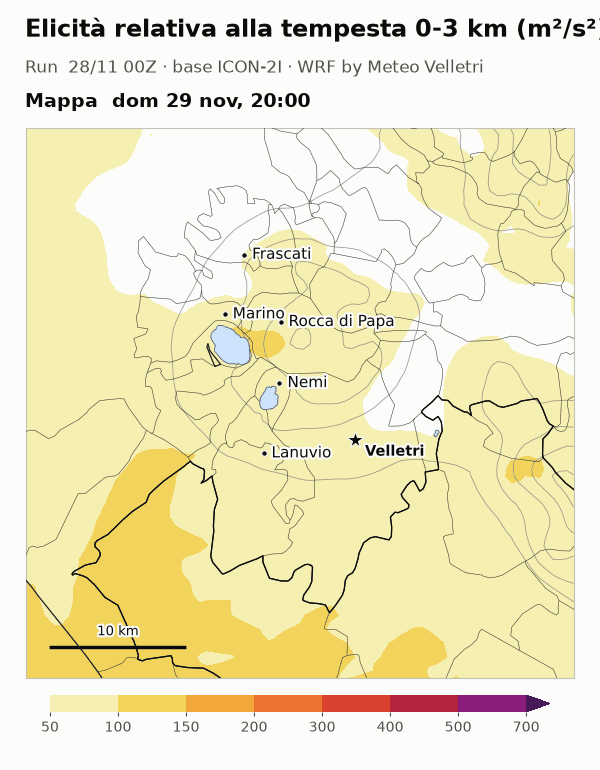 Elicità relativa alla tempesta 0-3 km (m²/s²)
Run 28/11 00Z · base ICON-2I · WRF by Meteo Velletri
Mappa dom 29 nov, 20:00
Frascati
Marino
Rocca di Papa
Nemi
Velletri
Lanuvio
10 km
50 100 150 200 300 400 500 700